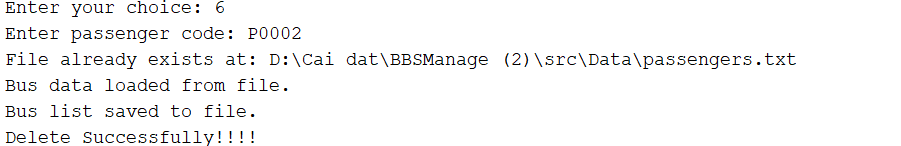 Enter your choice: 6
Enter passenger code: P0002
File already exists at: D:\Cai dat\BBSManage (2)\src\Data\passengers.txt
Bus data loaded from file.
Bus list saved to file.
Delete Successfully!!!!